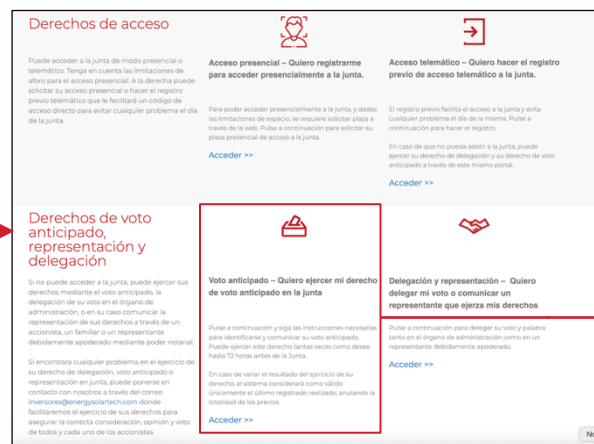 Derechos de acceso
Puede acceder a la junta de modo presencial o
telemático. Tenga en cuenta las limitaciones de
aforo para el acceso presencial. A la derecha puede
solicitar su acceso presencial o hacer el registro
previo telemático que le facilitará un código de
acceso directo para evitar cualquier problema el día
de la junta.
Acceso presencial – Quiero registrarme
para acceder presencialmente a la junta.
Para poder acceder presencialmente a la junta, y dadas
las limitaciones de espacio, se requiere solicitar plaza a
través de la web. Pulse a continuación para solicitar su
plaza presencial de acceso a la junta.
Acceder >>
Acceso telemático – Quiero hacer el registro
previo de acceso telemático a la junta.
El registro previo facilita el acceso a la junta y evita
cualquier problema el día de la misma. Pulse a
continuación para hacer el registro
En caso de que no pueda asistir a la junta, puede
ejercer su derecho de delegación y su derecho de voto
anticipado a través de este mismo portal.
Acceder >>
Derechos de voto
anticipado,
representación y
delegación
Si no puede acceder a la junta, puede ejercer sus
derechos mediante el voto anticipado, la
delegación de su voto en el órgano de
administración, o en su caso comunicar la
representación de sus derechos a través de un
accionista, un familiar o un representante
debidamente apoderado mediante poder notarial.
Si encontrara cualquier problema en el ejercicio de
su derecho de delegación, voto anticipado o
representación en junta, puede ponerse en
contacto con nosotros a través del correo
inversores@energysolartech.com donde
facilitaremos el ejercicio de sus derechos para
asegurar la correcta consideración, opinión y voto
de todos y cada uno de los accionistas.
Voto anticipado – Quiero ejercer mi derecho
de voto anticipado en la junta
Pulse a continuación y siga las instrucciones necesarias
para identificarse y comunicar su voto anticipado.
Puede ejercer este derecho tantas veces como desee
hasta 72 horas antes de la Junta.
En caso de variar el resultado del ejercicio de su
derecho, el sistema considerará como válido
únicamente el último registro realizado, anulando la
totalidad de los previos.
Acceder >>
Delegación y representación – Quiero
delegar mi voto o comunicar un
representante que ejerza mis derechos
Pulse a continuación para delegar su voto y palabra
tanto en el órgano de administración como en un
representante debidamente apoderado.
Acceder >>
No